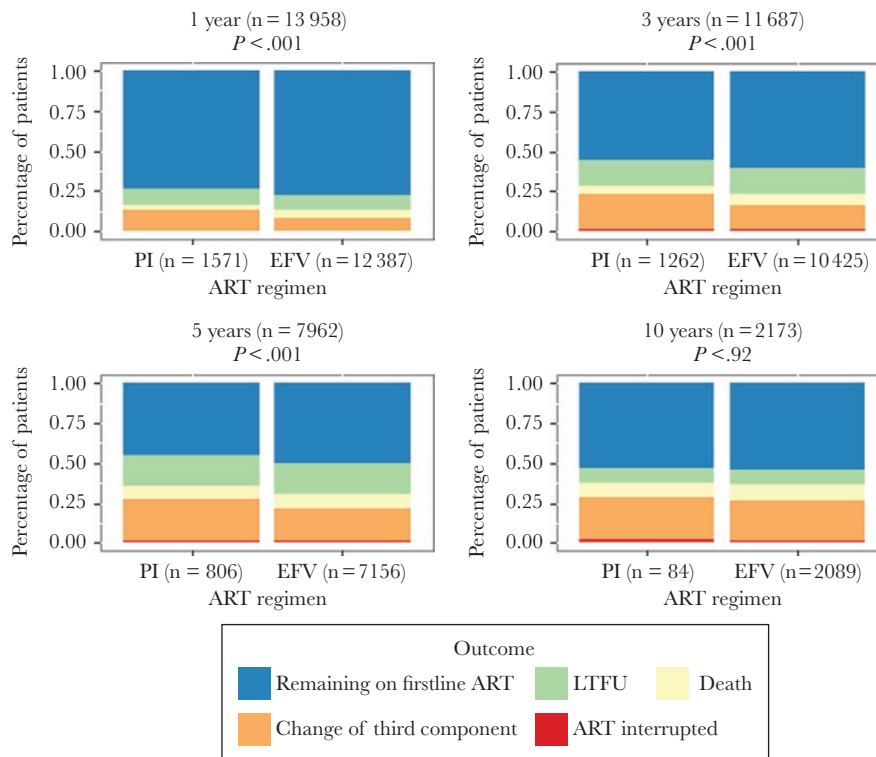 1 year (n = 13 958)
P < .001
Percentage of patients
1.00
0.75
0.50
0.25
0.00
PI (n = 1571) EFV (n = 12 387)
ART regimen
3 years (n = 11 687)
P < .001
Percentage of patients
1.00
0.75
0.50
0.25
0.00
PI (n = 1262) EFV (n = 10 425)
ART regimen
5 years (n = 7962)
P < .001
Percentage of patients
1.00
0.75
0.50
0.25
0.00
PI (n = 806) EFV (n = 7156)
ART regimen
10 years (n = 2173)
P < .92
Percentage of patients
1.00
0.75
0.50
0.25
0.00
PI (n = 84) EFV (n=2089)
ART regimen
Outcome
Remaining on firstline ART LTFU Death
Change of third component ART interrupted